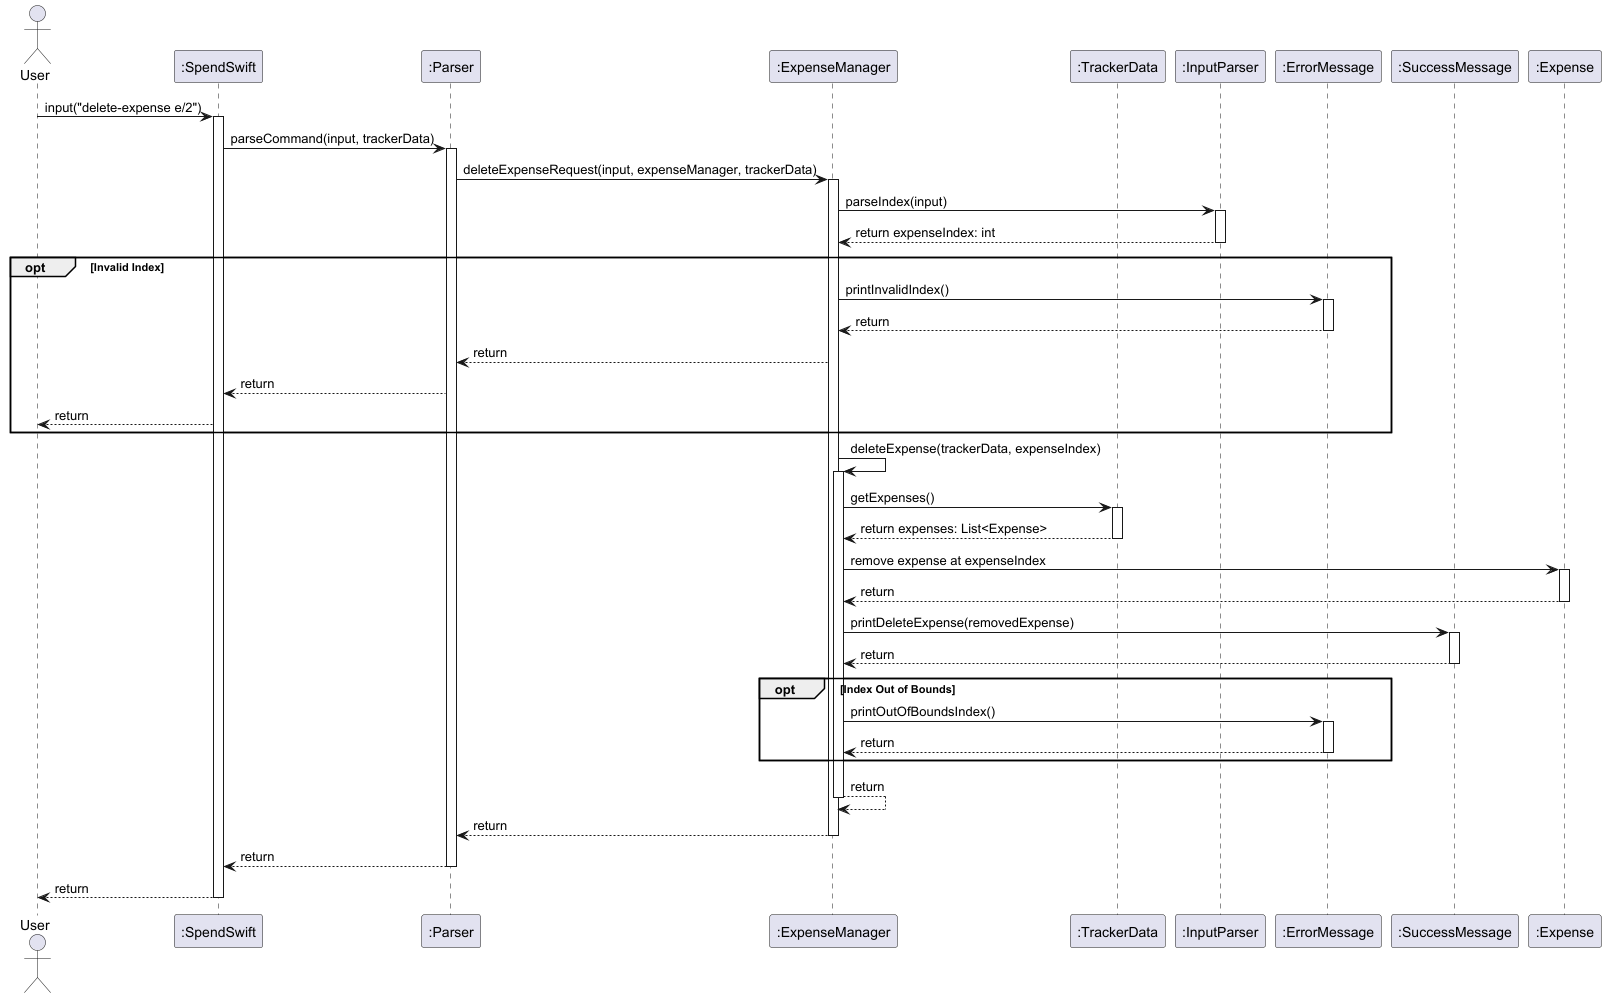 User
:SpendSwift
:Parser
:ExpenseManager
:TrackerData
:InputParser
:ErrorMessage
:SuccessMessage
:Expense
input("delete-expense e/2")
parseCommand(input, trackerData)
deleteExpenseRequest(input, expenseManager, trackerData)
parseIndex(input)
return expenseIndex: int
opt
[Invalid Index]
printInvalidIndex()
return
return
return
return
deleteExpense(trackerData, expenseIndex)
getExpenses()
return expenses: List<Expense>
remove expense at expenseIndex
return
printDeleteExpense(removedExpense)
return
opt
[Index Out of Bounds]
printOutOfBoundsIndex()
return
return
return
return
return
User
:SpendSwift
:Parser
:ExpenseManager
:TrackerData
:InputParser
:ErrorMessage
:SuccessMessage
:Expense